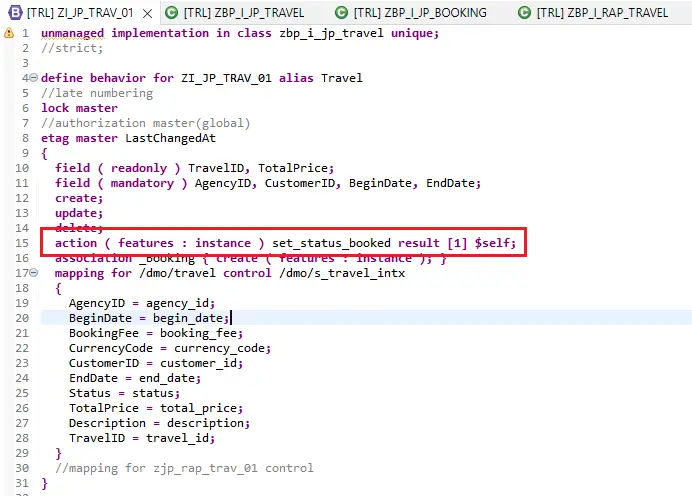 [TRL] ZI_JP_TRAV_01 [TRL] ZBP_I_JP_TRAVEL [TRL] ZBP_I_JP_BOOKING [TRL] ZBP_I_RAP_TRAVEL
1 unmanaged implementation in class zbp_i_jp_travel unique;
2 //strict;
3
4 define behavior for ZI_JP_TRAV_01 alias Travel
5 //late numbering
6 lock master
7 //authorization master(global)
8 etag master LastChangedAt
9 {
10 field ( readonly ) TravelID, TotalPrice;
11 field ( mandatory ) AgencyID, CustomerID, BeginDate, EndDate;
12 create;
13 update;
14 delete;
15 action ( features : instance ) set_status_booked result [1] $self;
16 association _Booking { create ( features : instance ); }
17 mapping for /dmo/travel control /dmo/s_travel_intx
18 {
19 AgencyID = agency_id;
20 BeginDate = begin_date;
21 BookingFee = booking_fee;
22 CurrencyCode = currency_code;
23 CustomerID = customer_id;
24 EndDate = end_date;
25 Status = status;
26 TotalPrice = total_price;
27 Description = description;
28 TravelID = travel_id;
29 }
30 //mapping for zjp_rap_trav_01 control
31 }